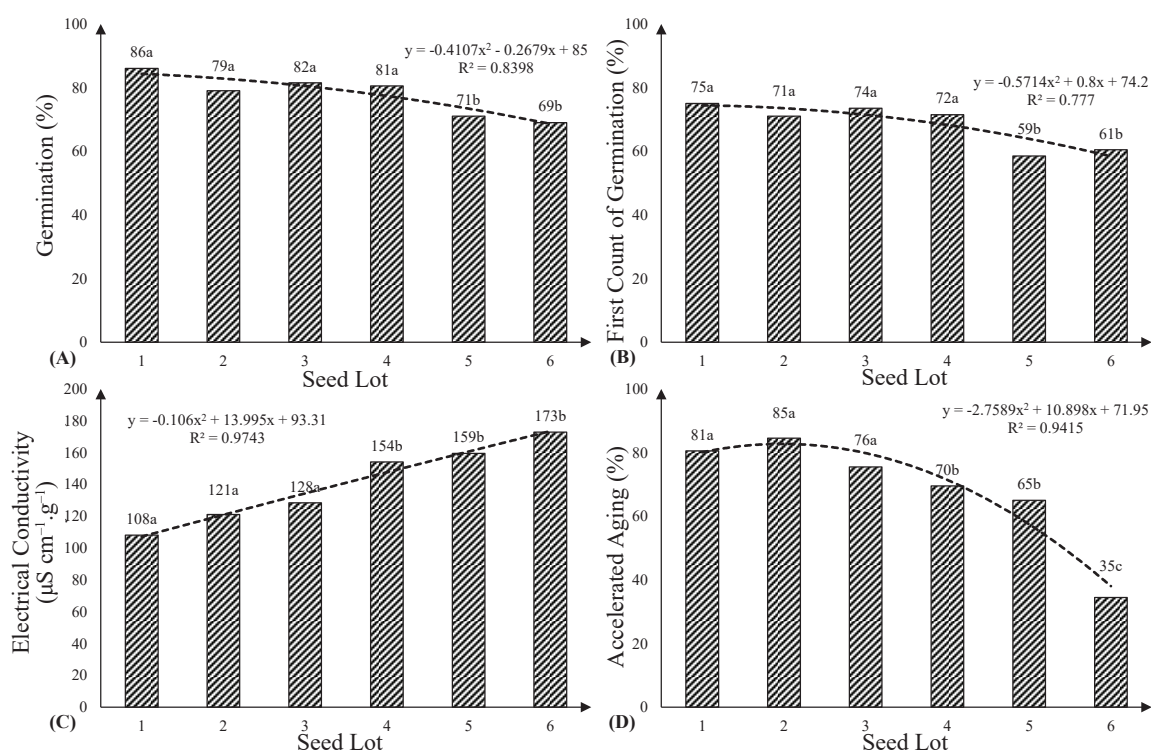 100
80
60
40
20
0
Germination (%)
86a
79a
82a
81a
71b
69b
y = -0.4107x² - 0.2679x + 85
R² = 0.8398
(A)
1 2 3 4 5 6
Seed Lot
100
80
60
40
20
0
First Count of Germination (%)
75a
71a
74a
72a
59b
61b
y = -0.5714x² + 0.8x + 74.2
R² = 0.777
(B)
1 2 3 4 5 6
Seed Lot
200
180
160
140
120
100
80
60
40
20
0
Electrical Conductivity
(μS cm⁻¹.g⁻¹)
y = -0.106x² + 13.995x + 93.31
R² = 0.9743
108a
121a
128a
154b
159b
173b
(C)
1 2 3 4 5 6
Seed Lot
100
80
60
40
20
0
Accelerated Aging (%)
81a
85a
76a
70b
65b
35c
y = -2.7589x² + 10.898x + 71.95
R² = 0.9415
(D)
1 2 3 4 5 6
Seed Lot